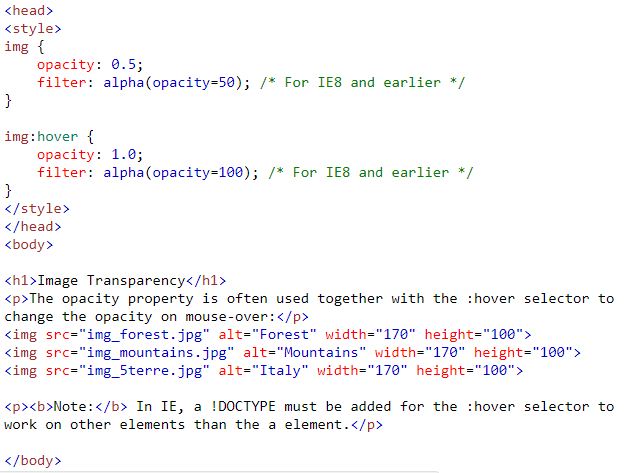 <head>
<style>
img {
    opacity: 0.5;
    filter: alpha(opacity=50); /* For IE8 and earlier */
}

img:hover {
    opacity: 1.0;
    filter: alpha(opacity=100); /* For IE8 and earlier */
}
</style>
</head>
<body>

<h1>Image Transparency</h1>
<p>The opacity property is often used together with the :hover selector to
change the opacity on mouse-over:</p>
<img src="img_forest.jpg" alt="Forest" width="170" height="100">
<img src="img_mountains.jpg" alt="Mountains" width="170" height="100">
<img src="img_5terre.jpg" alt="Italy" width="170" height="100">

<p><b>Note:</b> In IE, a !DOCTYPE must be added for the :hover selector to
work on other elements than the a element.</p>

</body>